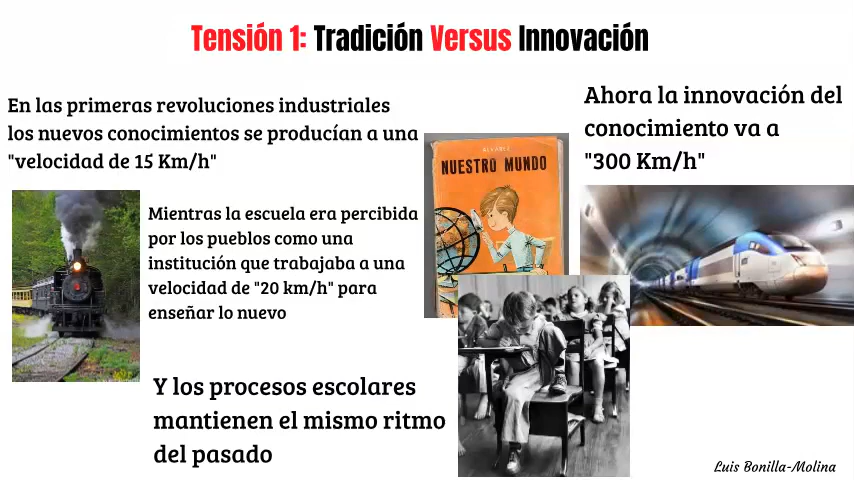 Tensión 1: Tradición Versus Innovación
En las primeras revoluciones industriales
los nuevos conocimientos se producían a una
"velocidad de 15 Km/h"
Mientras la escuela era percibida
por los pueblos como una
institución que trabajaba a una
velocidad de "20 km/h" para
enseñar lo nuevo
Y los procesos escolares
mantienen el mismo ritmo
del pasado
ALVAREZ
NUESTRO MUNDO
Ahora la innovación del
conocimiento va a
"300 Km/h"
Luis Bonilla-Molina